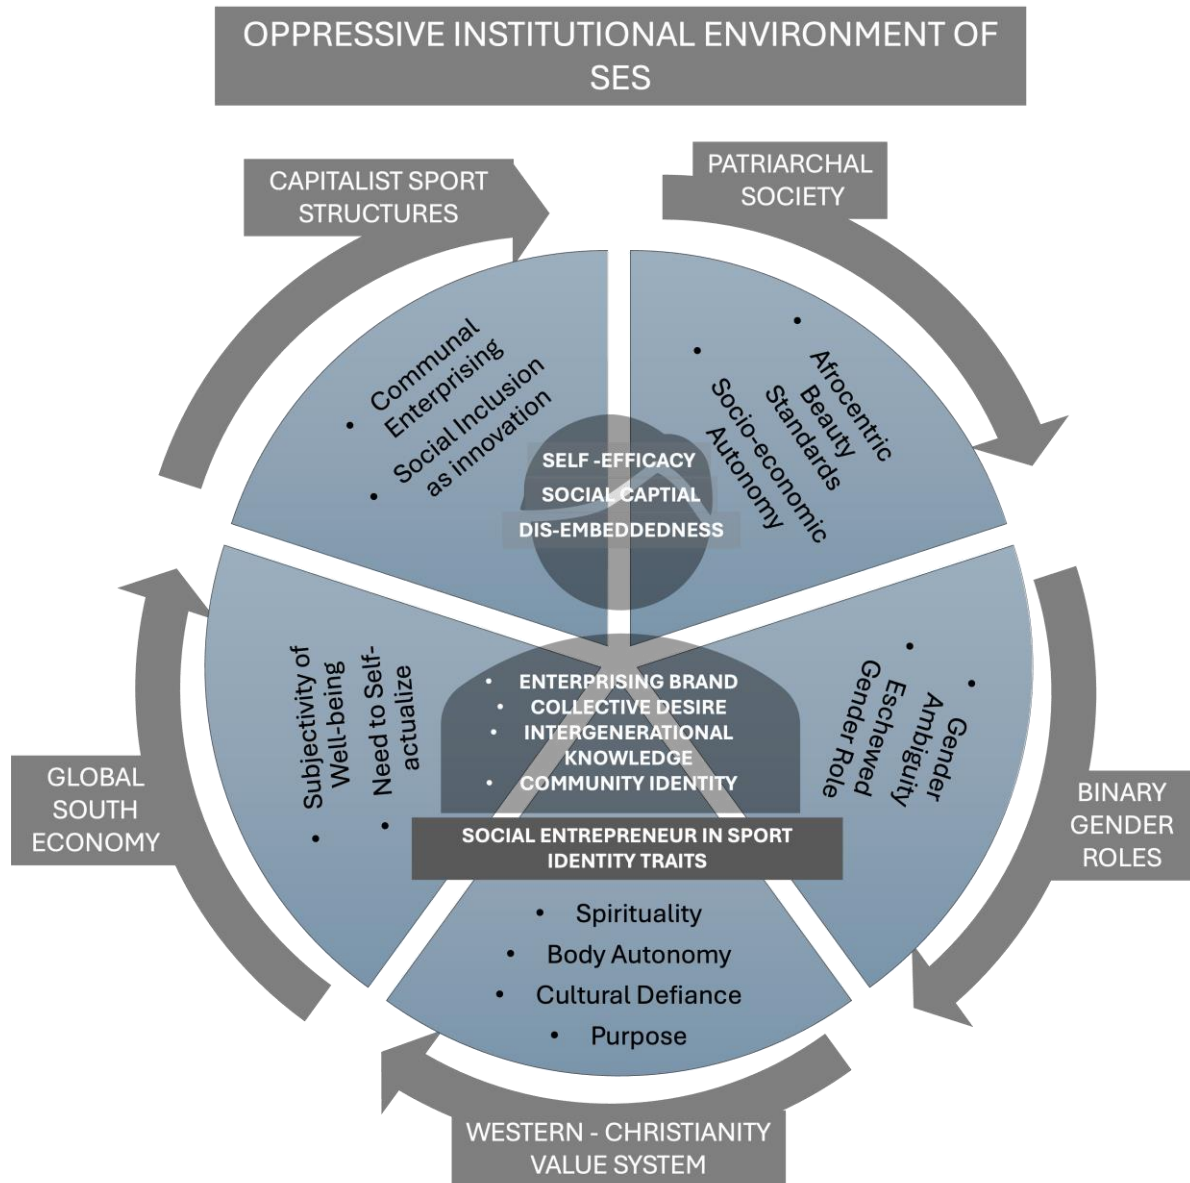 OPPRESSIVE INSTITUTIONAL ENVIRONMENT OF
SES
CAPITALIST SPORT
STRUCTURES
PATRIARCHAL
SOCIETY
• Communal
Enterprising
• Social Inclusion
as innovation
• Afrocentric
Beauty
Standards
• Socio-economic
Autonomy
SELF -EFFICACY
SOCIAL CAPTIAL
DIS-EMBEDDEDNESS
• Subjectivity of
Well-being
• Need to Self-
actualize
• ENTERPRISING BRAND
• COLLECTIVE DESIRE
• INTERGENERATIONAL
KNOWLEDGE
• COMMUNITY IDENTITY
• Gender
Ambiguity
• Eschewed
Gender Role
GLOBAL
SOUTH
ECONOMY
BINARY
GENDER
ROLES
SOCIAL ENTREPRENEUR IN SPORT
IDENTITY TRAITS
• Spirituality
• Body Autonomy
• Cultural Defiance
• Purpose
WESTERN - CHRISTIANITY
VALUE SYSTEM